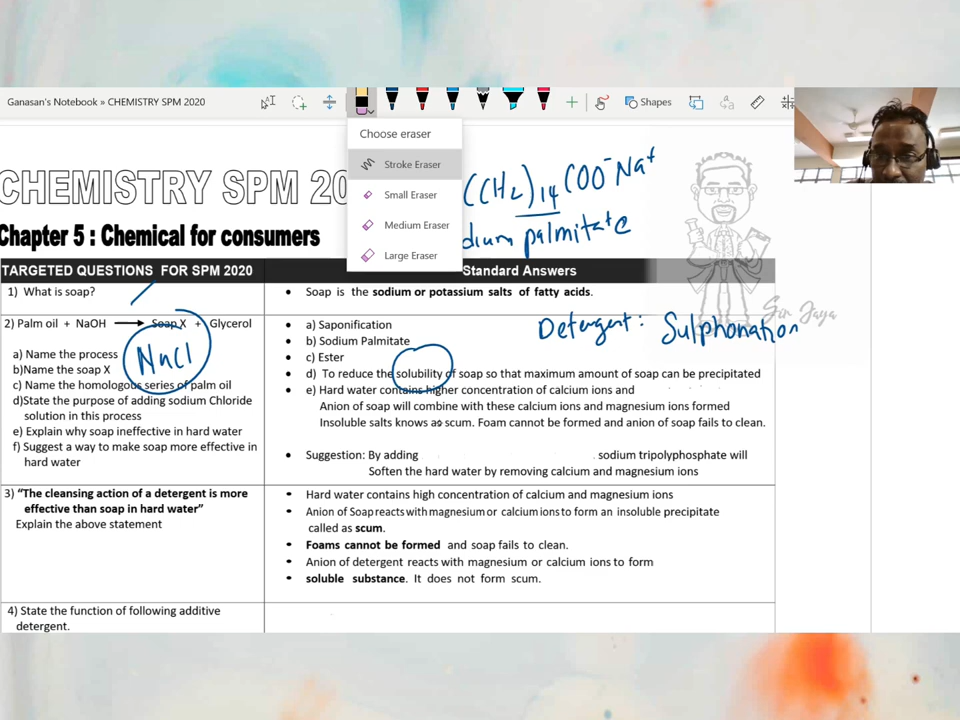 Ganasan's Notebook » CHEMISTRY SPM 2020
Shapes
Choose eraser
Stroke Eraser
Small Eraser
Medium Eraser
Large Eraser
CHEMISTRY SPM 20
(CH2)14 COO-Na+
dium palmitate
Chapter 5 : Chemical for consumers
TARGETED QUESTIONS FOR SPM 2020
Standard Answers
1) What is soap?
• Soap is the sodium or potassium salts of fatty acids.
Sir Jaya
Detergent: Sulphonation
2) Palm oil + NaOH → Soap X + Glycerol
NaCl
a) Name the process
b)Name the soap X
c) Name the homologous series of palm oil
d)State the purpose of adding sodium Chloride
solution in this process
e) Explain why soap ineffective in hard water
f) Suggest a way to make soap more effective in
hard water
• a) Saponification
• b) Sodium Palmitate
• c) Ester
• d) To reduce the solubility of soap so that maximum amount of soap can be precipitated
• e) Hard water contains higher concentration of calcium ions and
Anion of soap will combine with these calcium ions and magnesium ions formed
Insoluble salts knows as scum. Foam cannot be formed and anion of soap fails to clean.
• Suggestion: By adding sodium tripolyphosphate will
Soften the hard water by removing calcium and magnesium ions
3) “The cleansing action of a detergent is more
effective than soap in hard water”
Explain the above statement
• Hard water contains high concentration of calcium and magnesium ions
• Anion of Soap reacts with magnesium or calcium ions to form an insoluble precipitate
called as scum.
• Foams cannot be formed and soap fails to clean.
• Anion of detergent reacts with magnesium or calcium ions to form
• soluble substance. It does not form scum.
4) State the function of following additive
detergent.